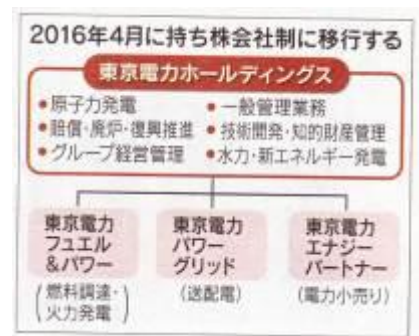 2016年4月に持ち株会社制に移行する
東京電力ホールディングス
●原子力発電
●賠償・廃炉・復興推進
●グループ経営管理
●一般管理業務
●技術開発・知的財産管理
●水力・新エネルギー発電
東京電力
フュエル
&パワー
(燃料調達・
火力発電)
東京電力
パワー
グリッド
(送配電)
東京電力
エナジー
パートナー
(電力小売り)